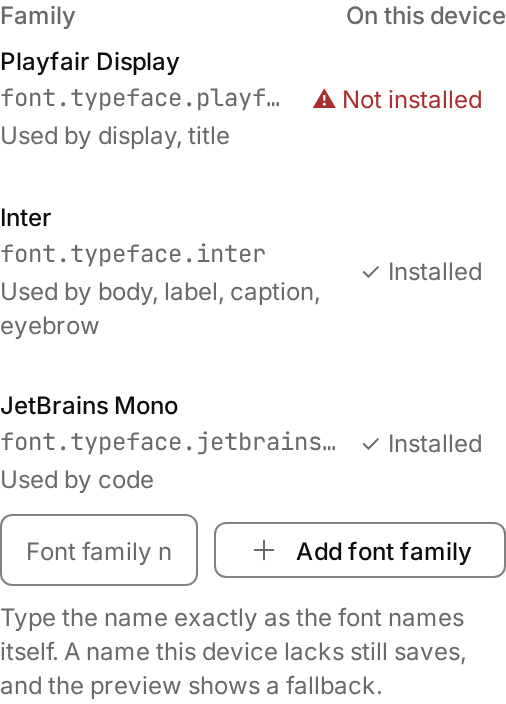 Family On this device
Playfair Display
font.typeface.playf…
Not installed
Used by display, title
Inter
font.typeface.inter
Installed
Used by body, label, caption,
eyebrow
JetBrains Mono
font.typeface.jetbrains…
Installed
Used by code
Font family n
Add font family
Type the name exactly as the font names
itself. A name this device lacks still saves,
and the preview shows a fallback.